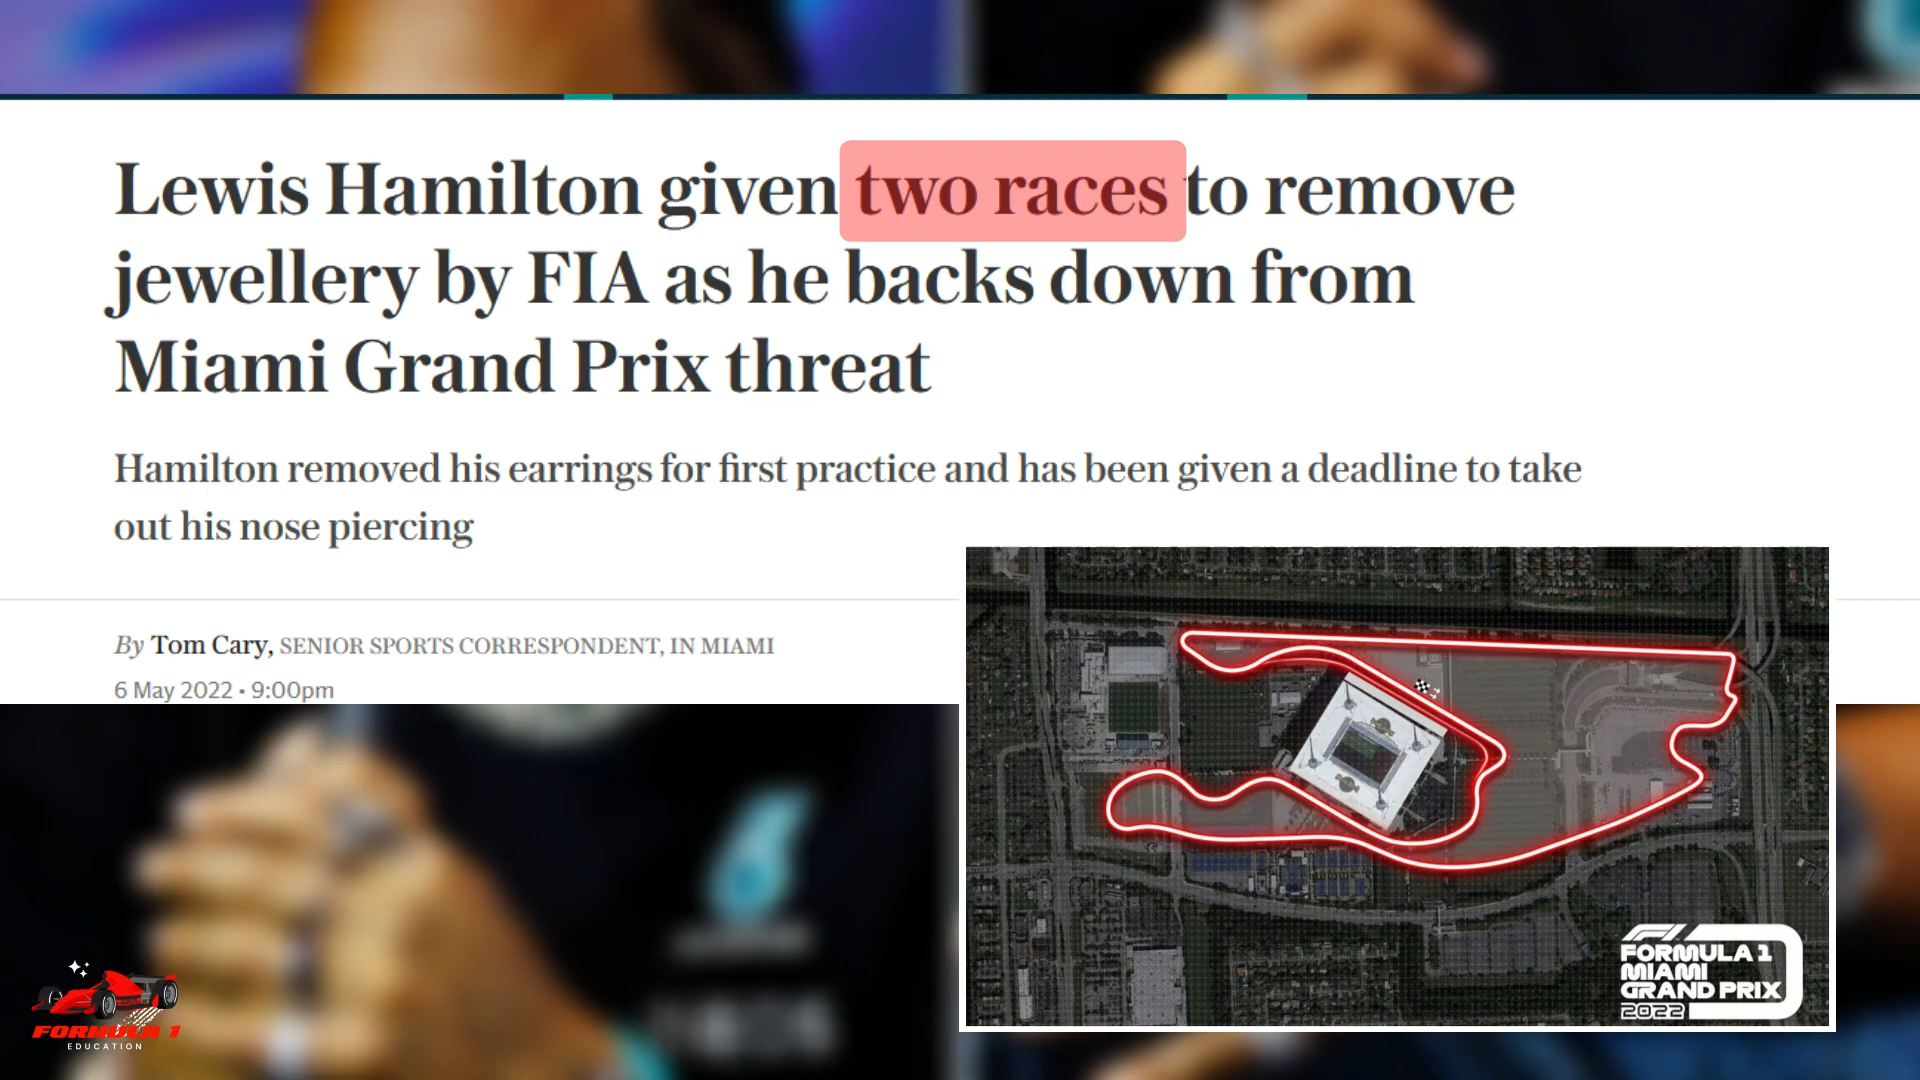 Lewis Hamilton given two races to remove
jewellery by FIA as he backs down from
Miami Grand Prix threat
Hamilton removed his earrings for first practice and has been given a deadline to take
out his nose piercing
By Tom Cary, SENIOR SPORTS CORRESPONDENT, IN MIAMI
6 May 2022 • 9:00pm
FORMULA 1
MIAMI
GRAND PRIX
2022
FORMULA 1
EDUCATION